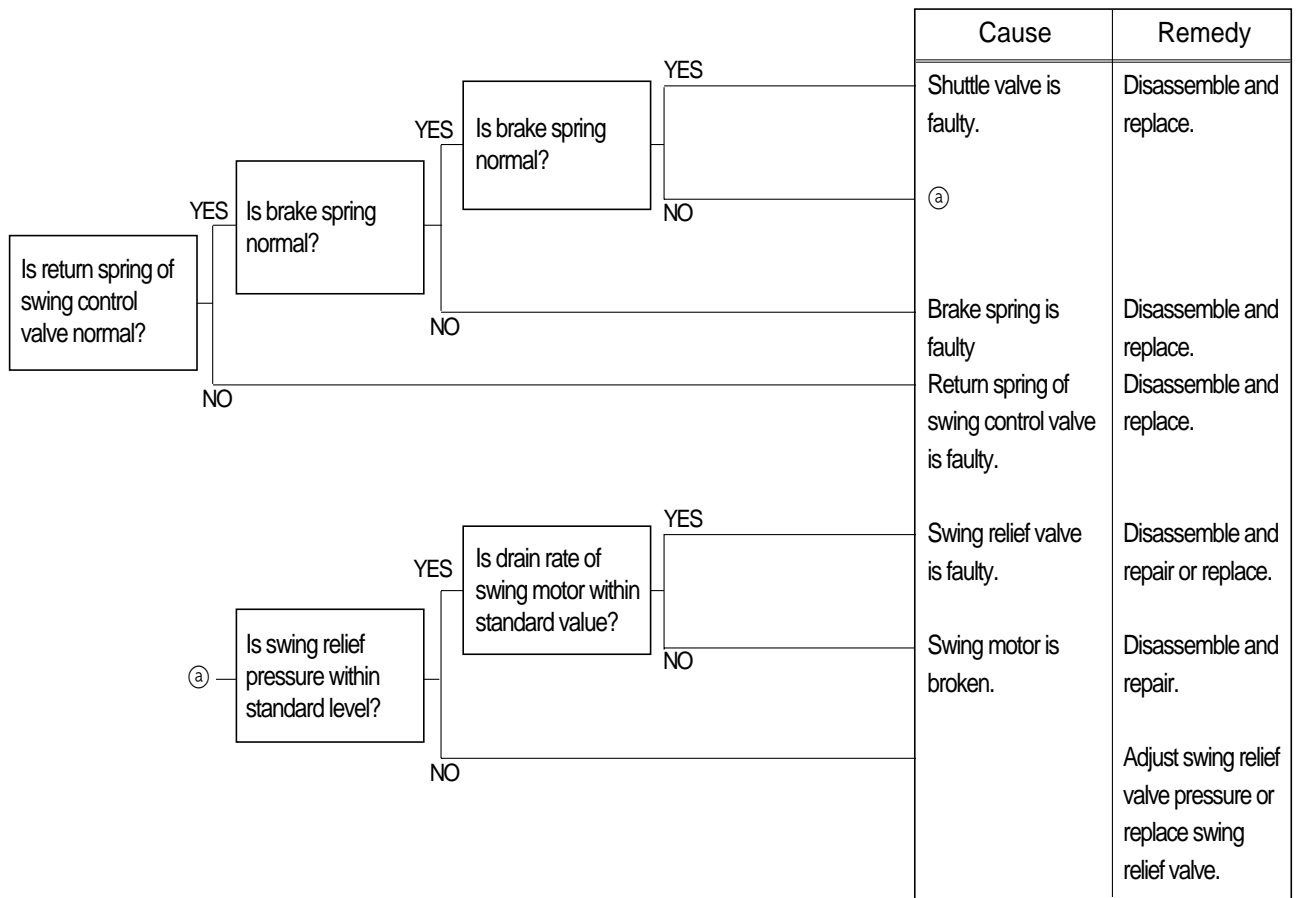 Cause
Remedy
YES
Shuttle valve is
faulty.
Disassemble and
replace.
YES
Is brake spring
normal?
NO
ⓐ
YES
Is brake spring
normal?
Is return spring of
swing control
valve normal?
NO
Brake spring is
faulty
Disassemble and
replace.
NO
Return spring of
swing control valve
is faulty.
Disassemble and
replace.
YES
Swing relief valve
is faulty.
Disassemble and
repair or replace.
YES
Is drain rate of
swing motor within
standard value?
NO
Swing motor is
broken.
Disassemble and
repair.
ⓐ
Is swing relief
pressure within
standard level?
NO
Adjust swing relief
valve pressure or
replace swing
relief valve.